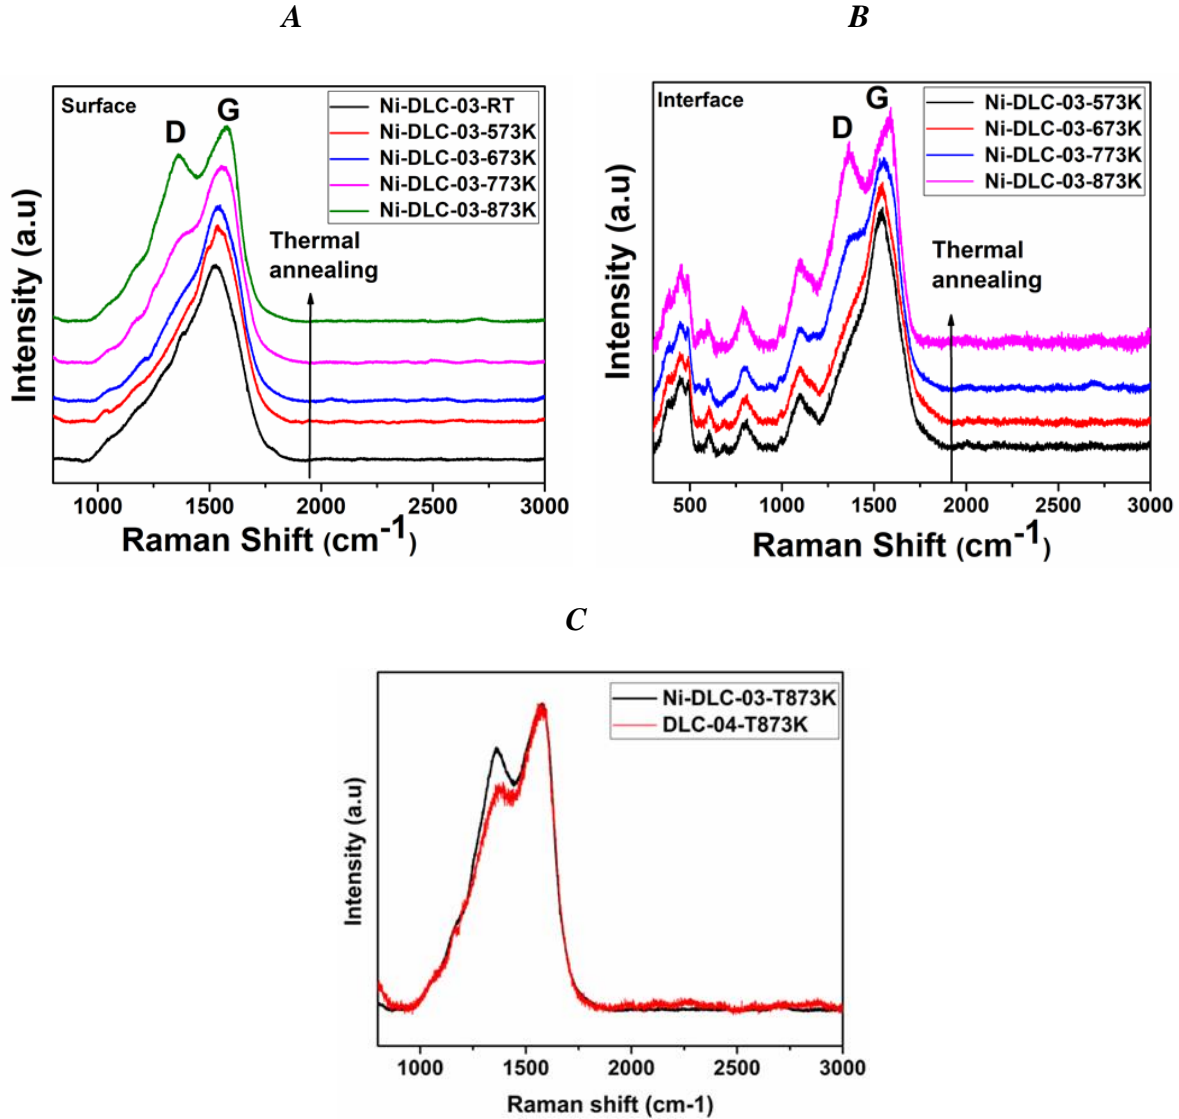 A
B
Surface
D
G
Ni-DLC-03-RT
Ni-DLC-03-573K
Ni-DLC-03-673K
Ni-DLC-03-773K
Ni-DLC-03-873K
Thermal
annealing
Intensity (a.u)
1000
1500
2000
2500
3000
Raman Shift (cm-1)
Interface
D
G
Ni-DLC-03-573K
Ni-DLC-03-673K
Ni-DLC-03-773K
Ni-DLC-03-873K
Thermal
annealing
Intensity (a.u)
500
1000
1500
2000
2500
3000
Raman Shift (cm-1)
C
Ni-DLC-03-T873K
DLC-04-T873K
Intensity (a.u)
1000
1500
2000
2500
3000
Raman shift (cm-1)